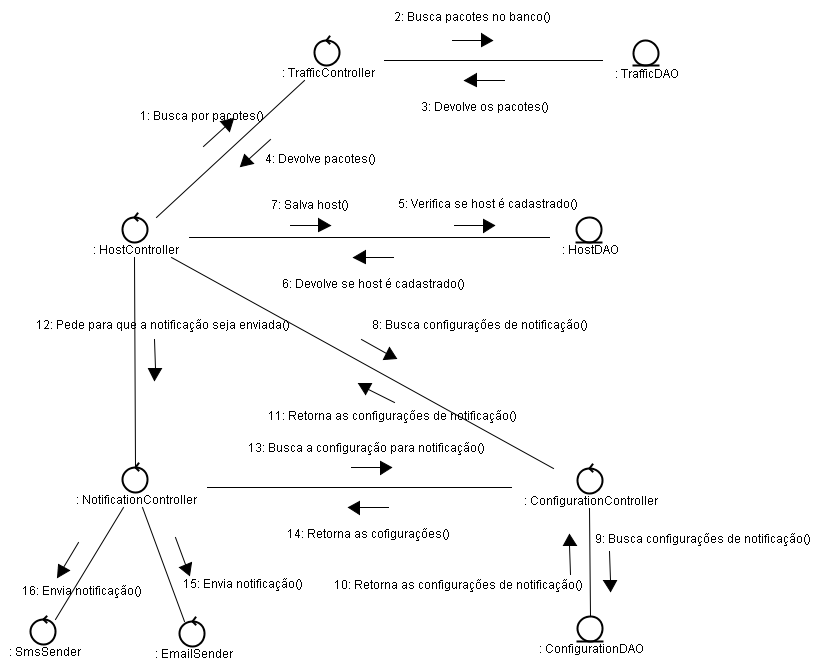 2: Busca pacotes no banco()
: TrafficController
: TrafficDAO
3: Devolve os pacotes()
1: Busca por pacotes()
4: Devolve pacotes()
7: Salva host()
5: Verifica se host é cadastrado()
: HostController
: HostDAO
6: Devolve se host é cadastrado()
12: Pede para que a notificação seja enviada()
8: Busca configurações de notificação()
11: Retorna as configurações de notificação()
13: Busca a configuração para notificação()
: NotificationController
: ConfigurationController
14: Retorna as cofigurações()
9: Busca configurações de notificação()
16: Envia notificação()
15: Envia notificação()
10: Retorna as configurações de notificação()
: SmsSender
: EmailSender
: ConfigurationDAO